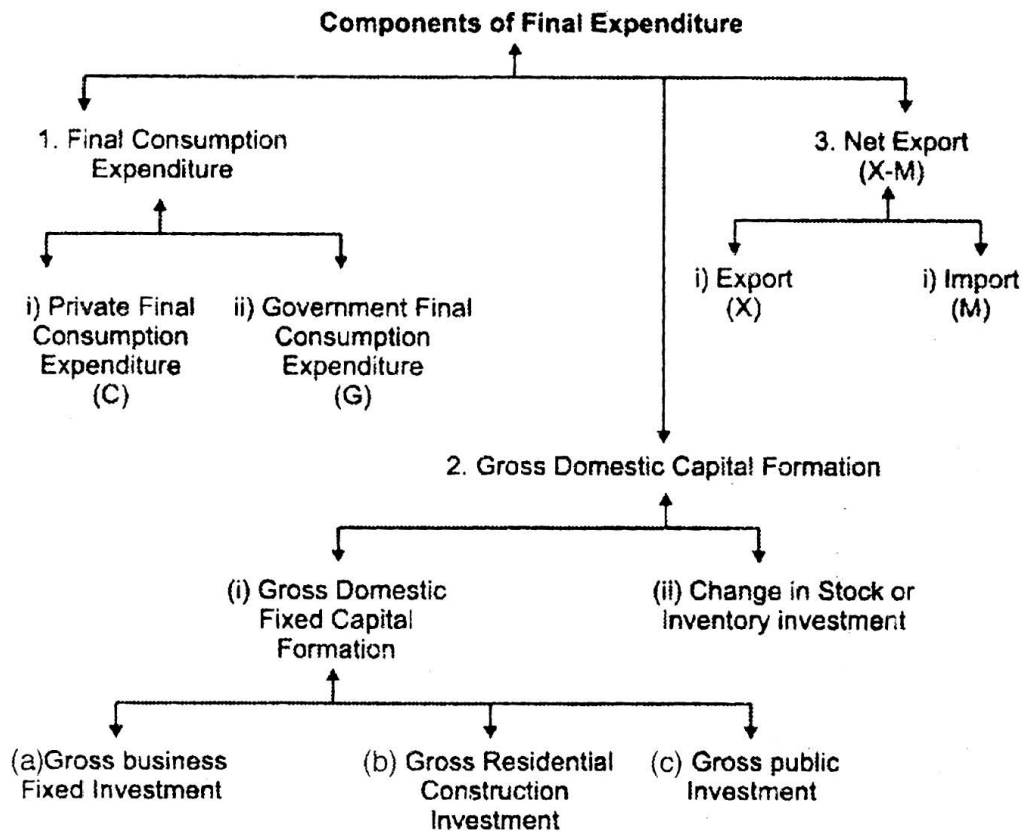 Components of Final Expenditure
1. Final Consumption
Expenditure
3. Net Export
(X-M)
i) Private Final
Consumption
Expenditure
(C)
ii) Government Final
Consumption
Expenditure
(G)
i) Export
(X)
i) Import
(M)
2. Gross Domestic Capital Formation
(i) Gross Domestic
Fixed Capital
Formation
(ii) Change in Stock or
Inventory investment
(a)Gross business
Fixed Investment
(b) Gross Residential
Construction
Investment
(c) Gross public
Investment